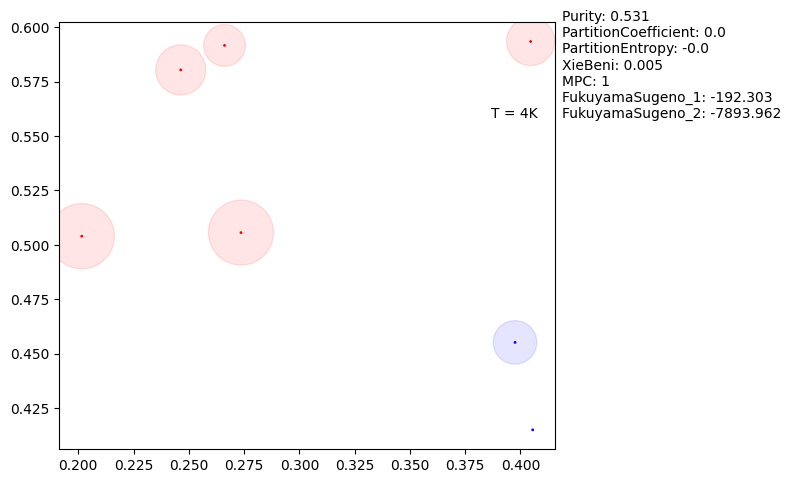 Purity: 0.531
PartitionCoefficient: 0.0
PartitionEntropy: -0.0
XieBeni: 0.005
MPC: 1
FukuyamaSugeno_1: -192.303
FukuyamaSugeno_2: -7893.962
T = 4K
0.600
0.575
0.550
0.525
0.500
0.475
0.450
0.425
0.200 0.225 0.250 0.275 0.300 0.325 0.350 0.375 0.400